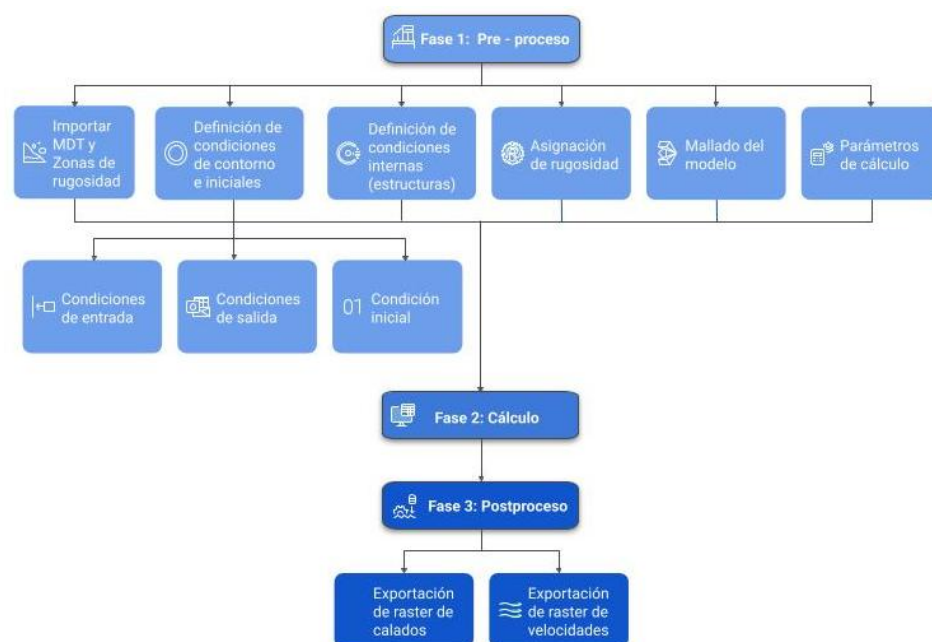 Fase 1: Pre - proceso
Importar
MDT y
Zonas de
rugosidad
Definición de
condiciones
de contorno
e iniciales
Definición de
condiciones
internas
(estructuras)
Asignación
de rugosidad
Mallado del
modelo
Parámetros
de cálculo
Condiciones
de entrada
Condiciones
de salida
01
Condición
inicial
Fase 2: Cálculo
Fase 3: Postproceso
Exportación
de raster de
calados
Exportación
de raster de
velocidades